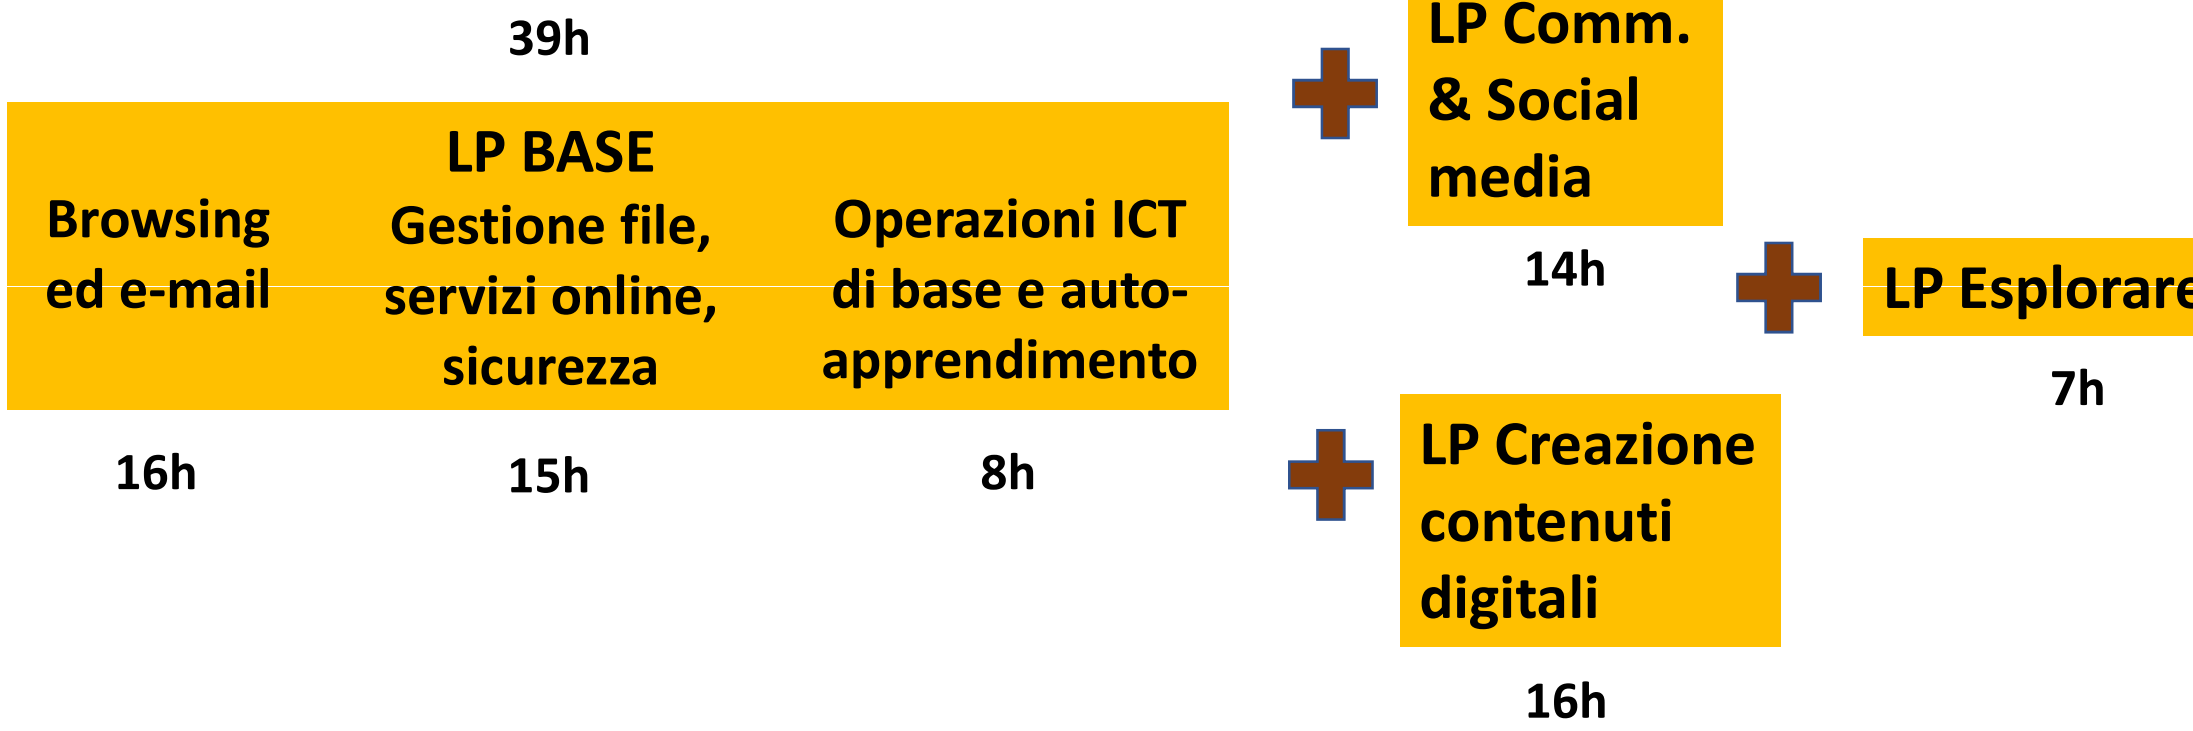 39h
LP BASE
Browsing
ed e-mail
Gestione file,
servizi online,
sicurezza
Operazioni ICT
di base e auto-
apprendimento
16h
15h
8h
LP Comm.
& Social
media
14h
LP Creazione
contenuti
digitali
16h
LP Esplorare
7h